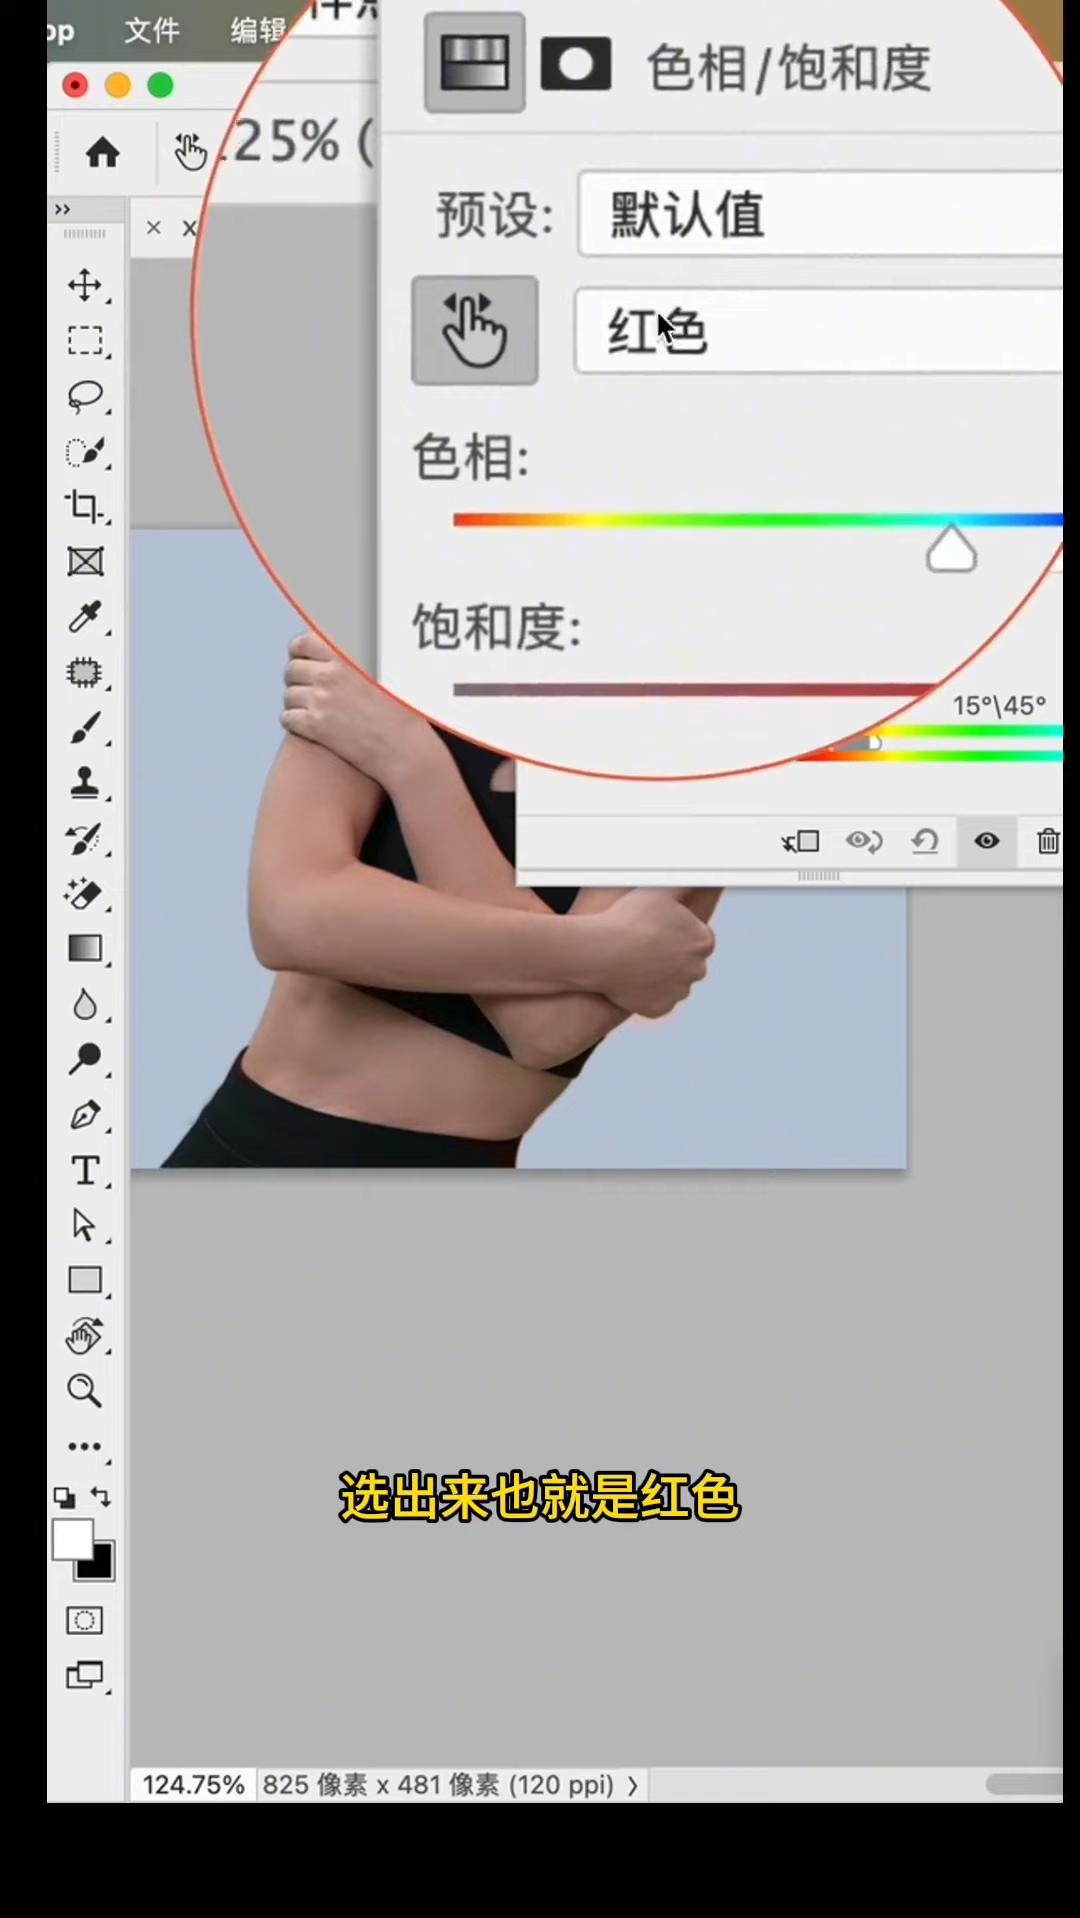 op 文件 编辑
25% (
色相/饱和度
预设: 默认值
红色
色相:
饱和度:
15°\45°
选出来也就是红色
124.75% 825 像素 x 481 像素 (120 ppi)